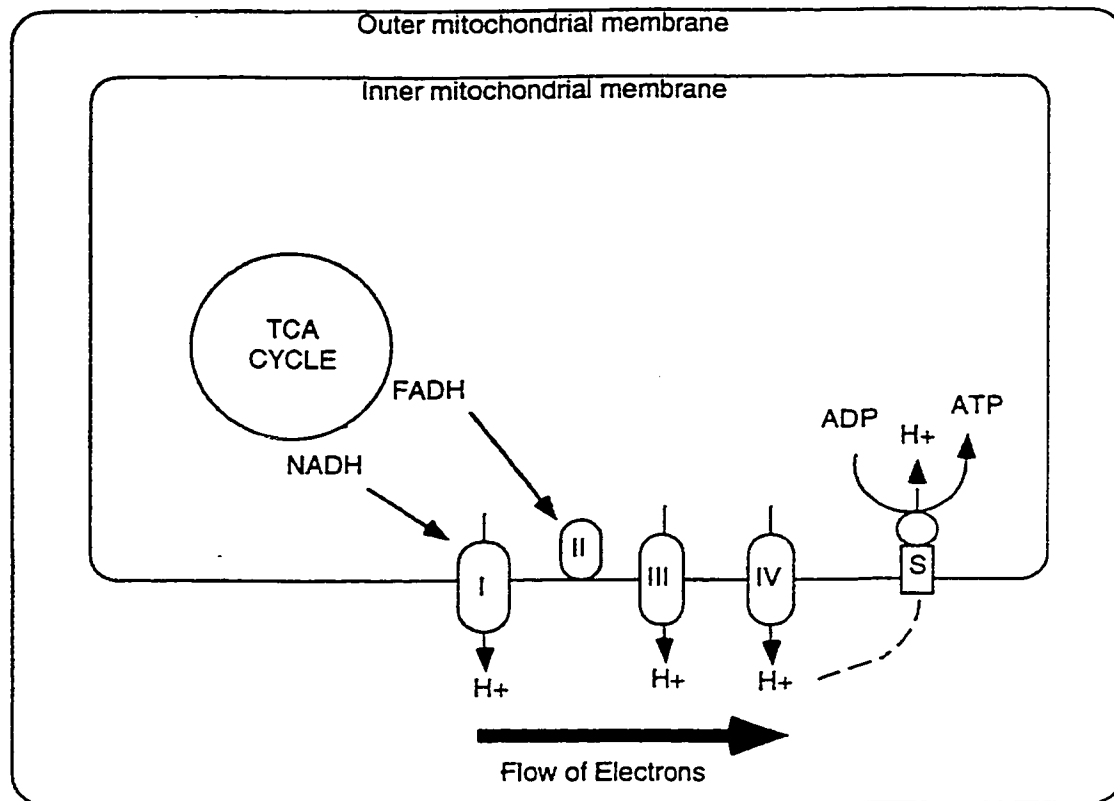 Outer mitochondrial membrane
Inner mitochondrial membrane
TCA
CYCLE
FADH
NADH
ADP
H+
ATP
I
II
III
IV
S
H+
H+
H+
Flow of Electrons